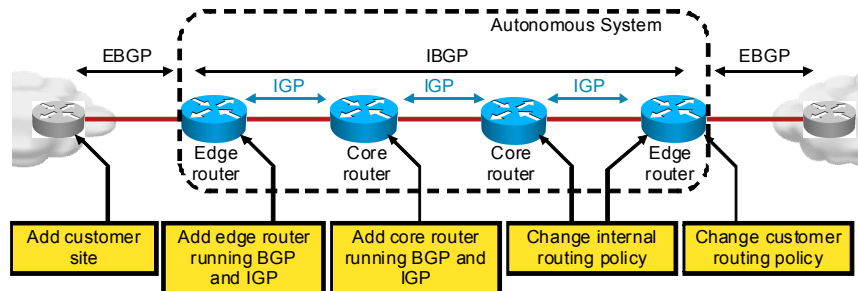 Autonomous System
EBGP
IBGP
EBGP
IGP
IGP
IGP
Edge
router
Core
router
Core
router
Edge
router
Add customer
site
Add edge router
running BGP
and IGP
Add core router
running BGP and
IGP
Change internal
routing policy
Change customer
routing policy